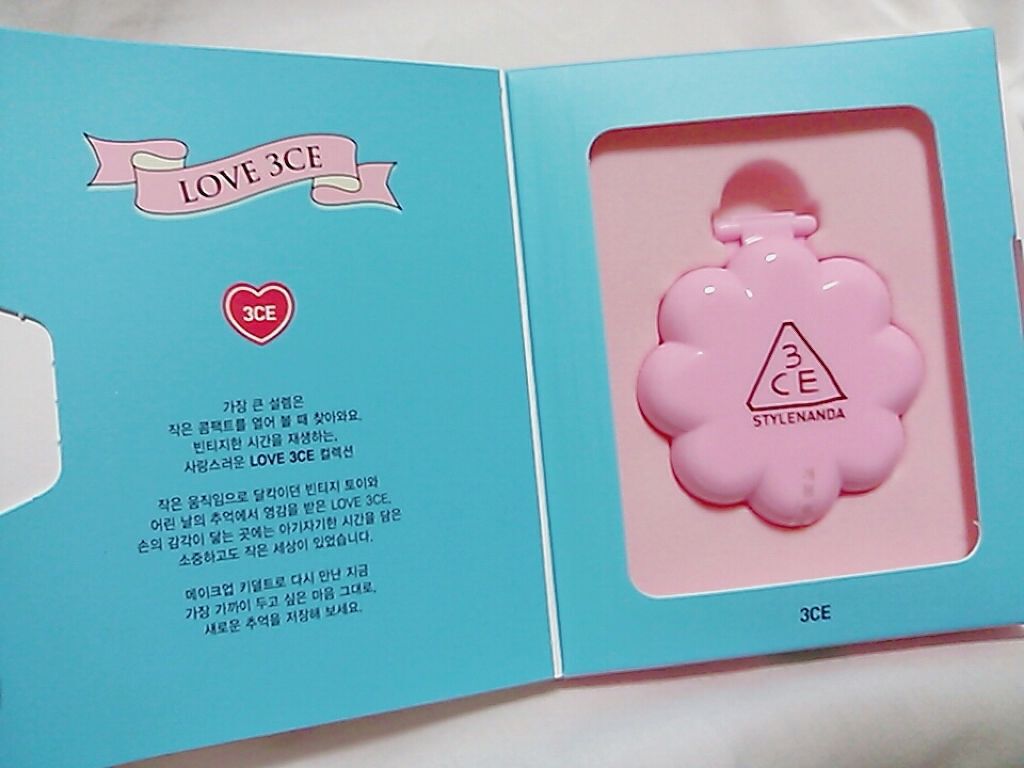 LOVE 3CE
3CE
가장 큰 설렘은
작은 콤팩트를 열어 볼 때 찾아와요.
빈티지한 시간을 재생하는,
사랑스러운 LOVE 3CE 컬렉션
작은 움직임으로 달칵이던 빈티지 토이와
어린 날의 추억에서 영감을 받은 LOVE 3CE.
손의 감각이 닿는 곳에는 아기자기한 시간을 담은
소중하고도 작은 세상이 있었습니다.
메이크업 키덜트로 다시 만난 지금
가장 가까이 두고 싶은 마음 그대로,
새로운 추억을 저장해 보세요.
3
CE
STYLENANDA
3CE